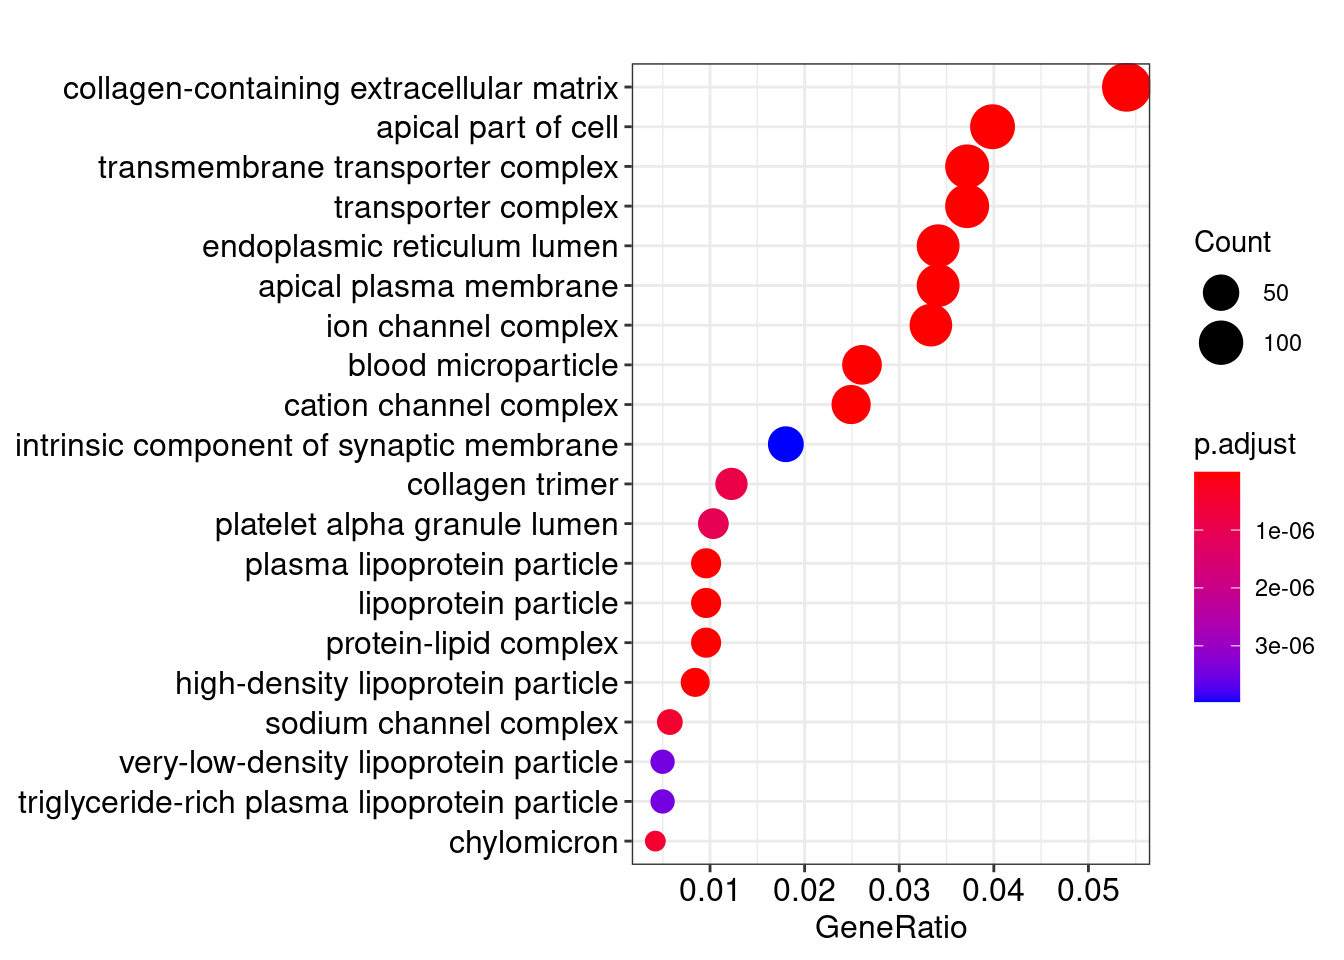 collagen-containing extracellular matrix
apical part of cell
transmembrane transporter complex
transporter complex
endoplasmic reticulum lumen
apical plasma membrane
ion channel complex
blood microparticle
cation channel complex
intrinsic component of synaptic membrane
collagen trimer
platelet alpha granule lumen
plasma lipoprotein particle
lipoprotein particle
protein-lipid complex
high-density lipoprotein particle
sodium channel complex
very-low-density lipoprotein particle
triglyceride-rich plasma lipoprotein particle
chylomicron
0.01 0.02 0.03 0.04 0.05
GeneRatio
Count
50
100
p.adjust
1e-06
2e-06
3e-06